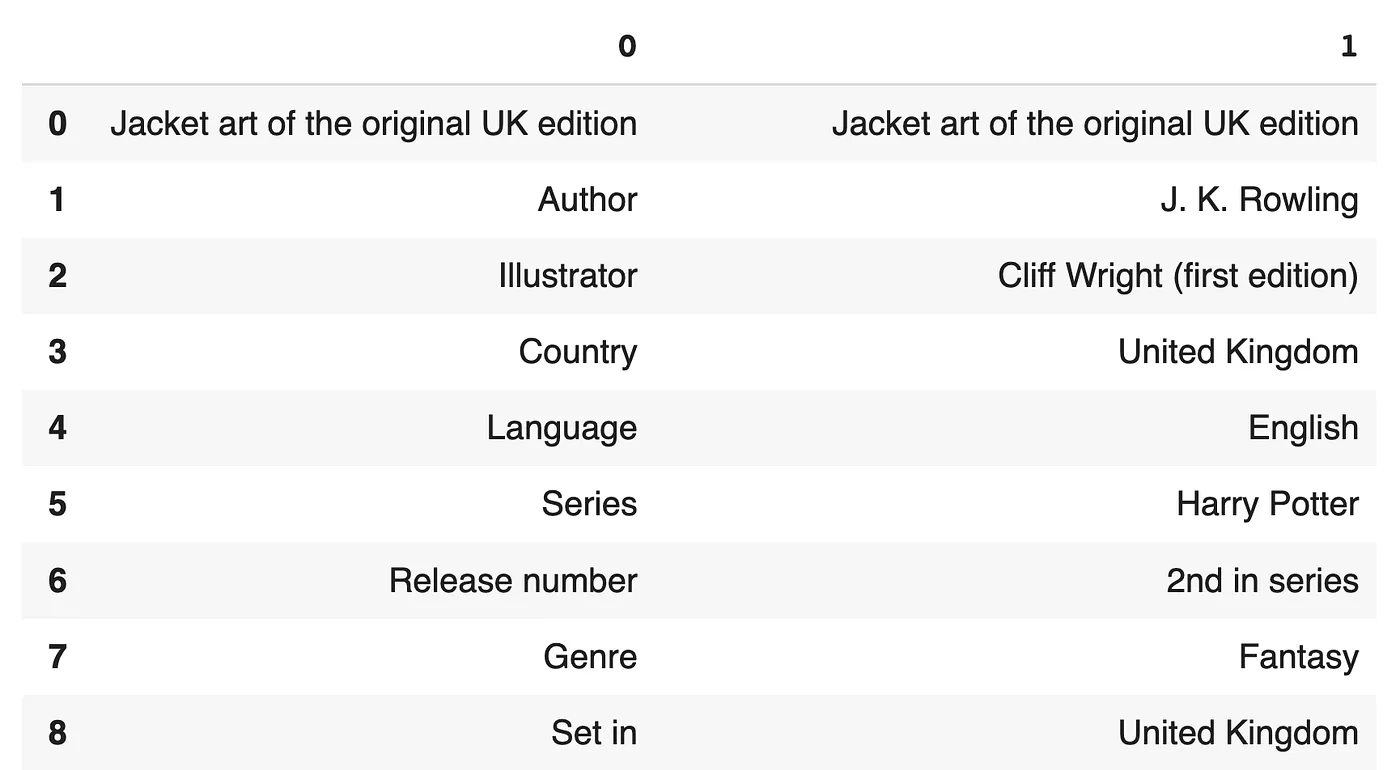 0 1
0 Jacket art of the original UK edition Jacket art of the original UK edition
1 Author J. K. Rowling
2 Illustrator Cliff Wright (first edition)
3 Country United Kingdom
4 Language English
5 Series Harry Potter
6 Release number 2nd in series
7 Genre Fantasy
8 Set in United Kingdom